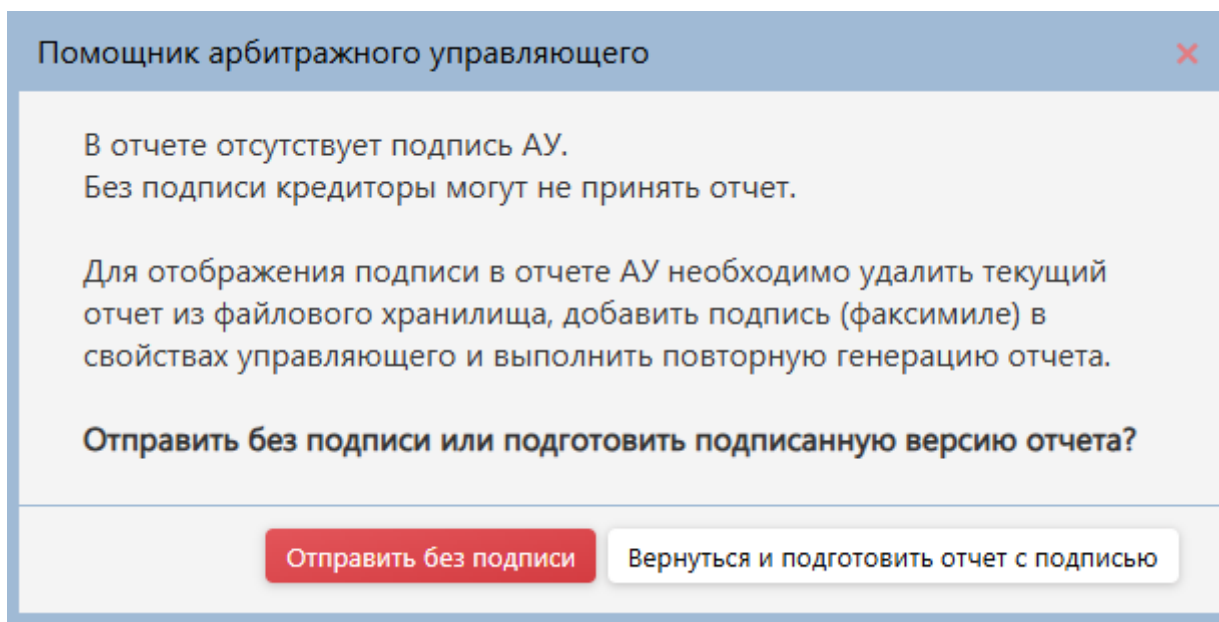 Помощник арбитражного управляющего
В отчете отсутствует подпись АУ.
Без подписи кредиторы могут не принять отчет.
Для отображения подписи в отчете АУ необходимо удалить текущий
отчет из файлового хранилища, добавить подпись (факсимиле) в
свойствах управляющего и выполнить повторную генерацию отчета.
Отправить без подписи или подготовить подписанную версию отчета?
Отправить без подписи
Вернуться и подготовить отчет с подписью